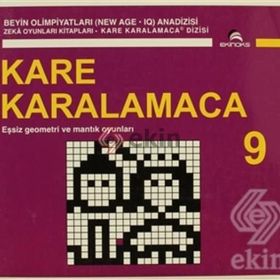 BEYİN OLİMPİYATLARI (NEW AGE • IQ) ANADİZİSİ
ZEKÂ OYUNLARI KİTAPLARI • KARE KARALAMACA® DİZİSİ
EKİNOKS
KARE
KARALAMACA
Eşsiz geometri ve mantık oyunları
9
ekin
ekin